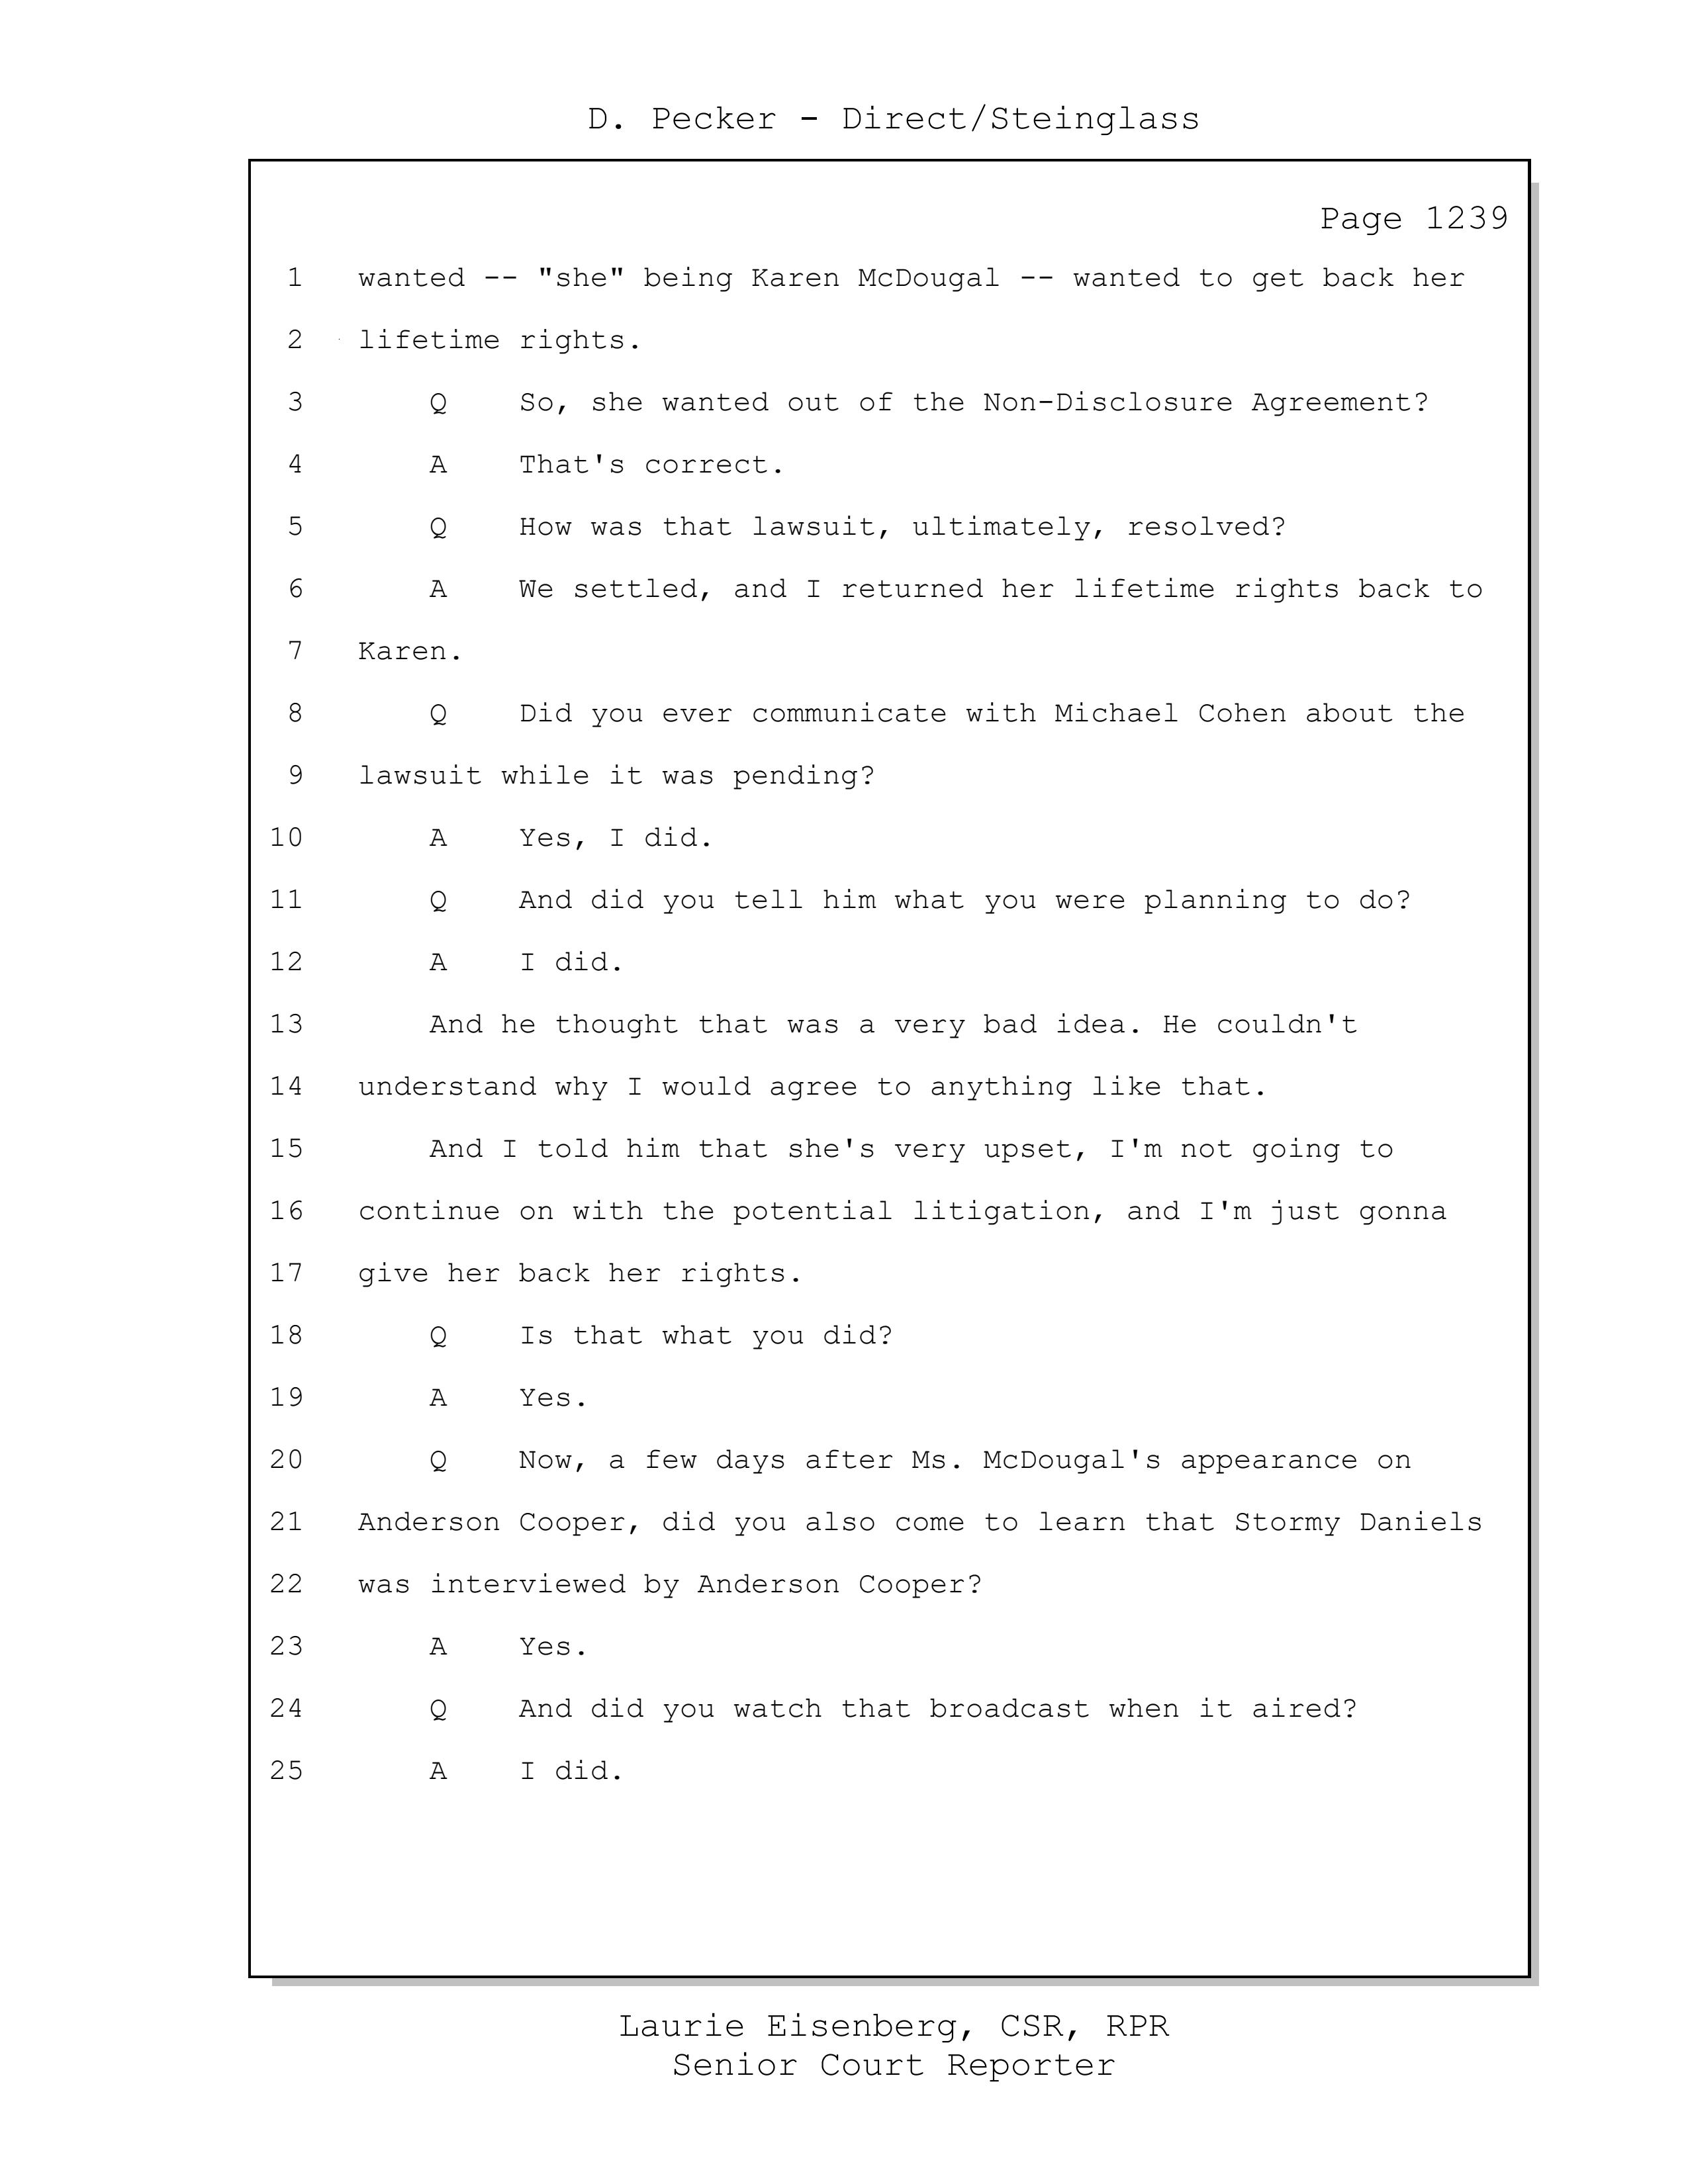 D. Pecker - Direct/Steinglass
Page 1239
1 wanted -- "she" being Karen McDougal -- wanted to get back her
2 lifetime rights.
3 Q So, she wanted out of the Non-Disclosure Agreement?
4 A That's correct.
5 Q How was that lawsuit, ultimately, resolved?
6 A We settled, and I returned her lifetime rights back to
7 Karen.
8 Q Did you ever communicate with Michael Cohen about the
9 lawsuit while it was pending?
10 A Yes, I did.
11 Q And did you tell him what you were planning to do?
12 A I did.
13 And he thought that was a very bad idea. He couldn't
14 understand why I would agree to anything like that.
15 And I told him that she's very upset, I'm not going to
16 continue on with the potential litigation, and I'm just gonna
17 give her back her rights.
18 Q Is that what you did?
19 A Yes.
20 Q Now, a few days after Ms. McDougal's appearance on
21 Anderson Cooper, did you also come to learn that Stormy Daniels
22 was interviewed by Anderson Cooper?
23 A Yes.
24 Q And did you watch that broadcast when it aired?
25 A I did.
Laurie Eisenberg, CSR, RPR
Senior Court Reporter